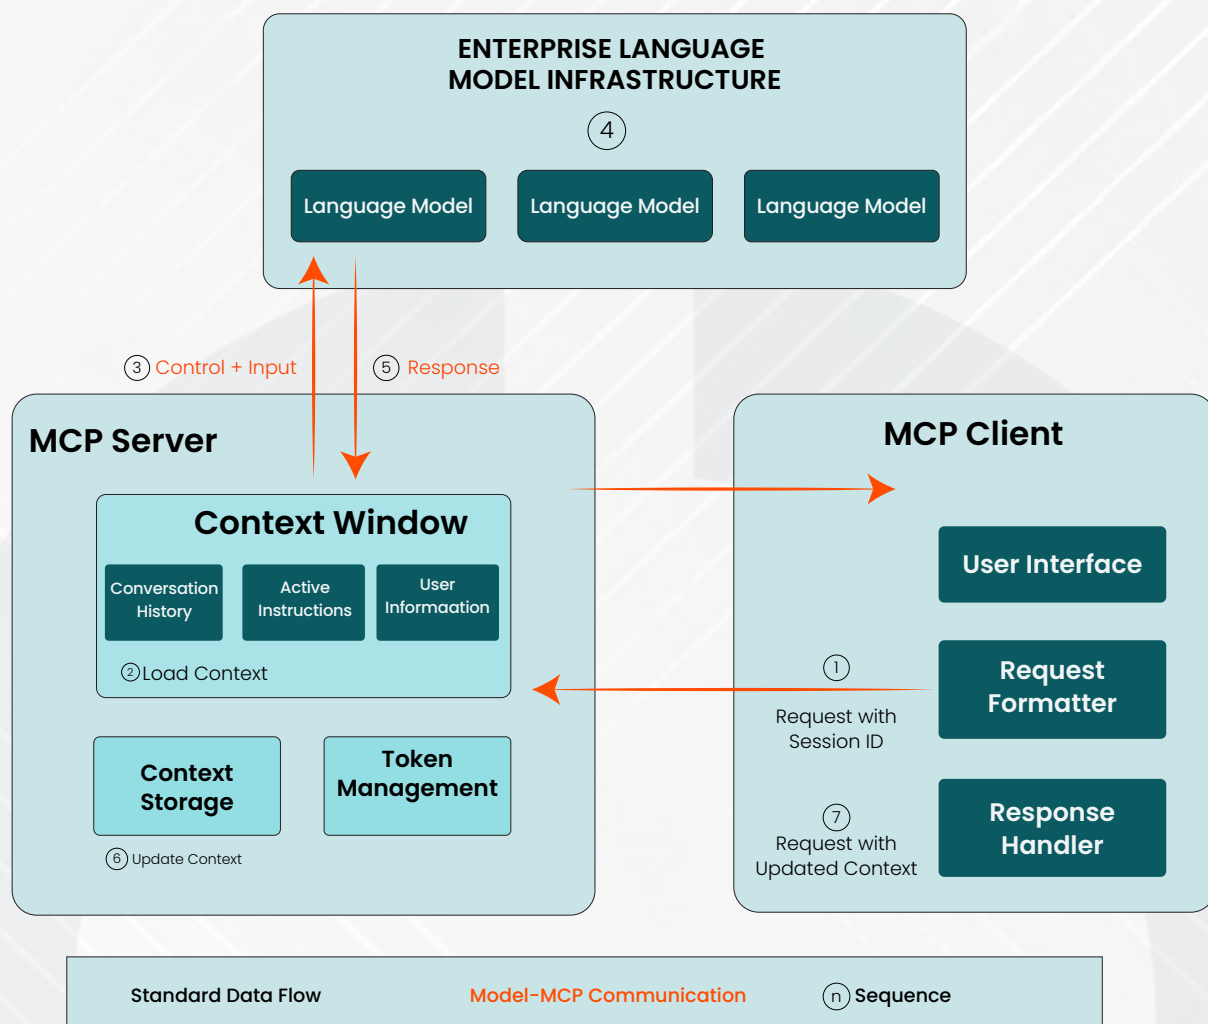 ENTERPRISE LANGUAGE
MODEL INFRASTRUCTURE
4
Language Model
Language Model
Language Model
3 Control + Input
5 Response
MCP Server
Context Window
Conversation
History
Active
Instructions
User
Informaation
2 Load Context
Context
Storage
Token
Management
6 Update Context
MCP Client
User Interface
1
Request with
Session ID
Request
Formatter
7
Request with
Updated Context
Response
Handler
Standard Data Flow
Model-MCP Communication
n Sequence